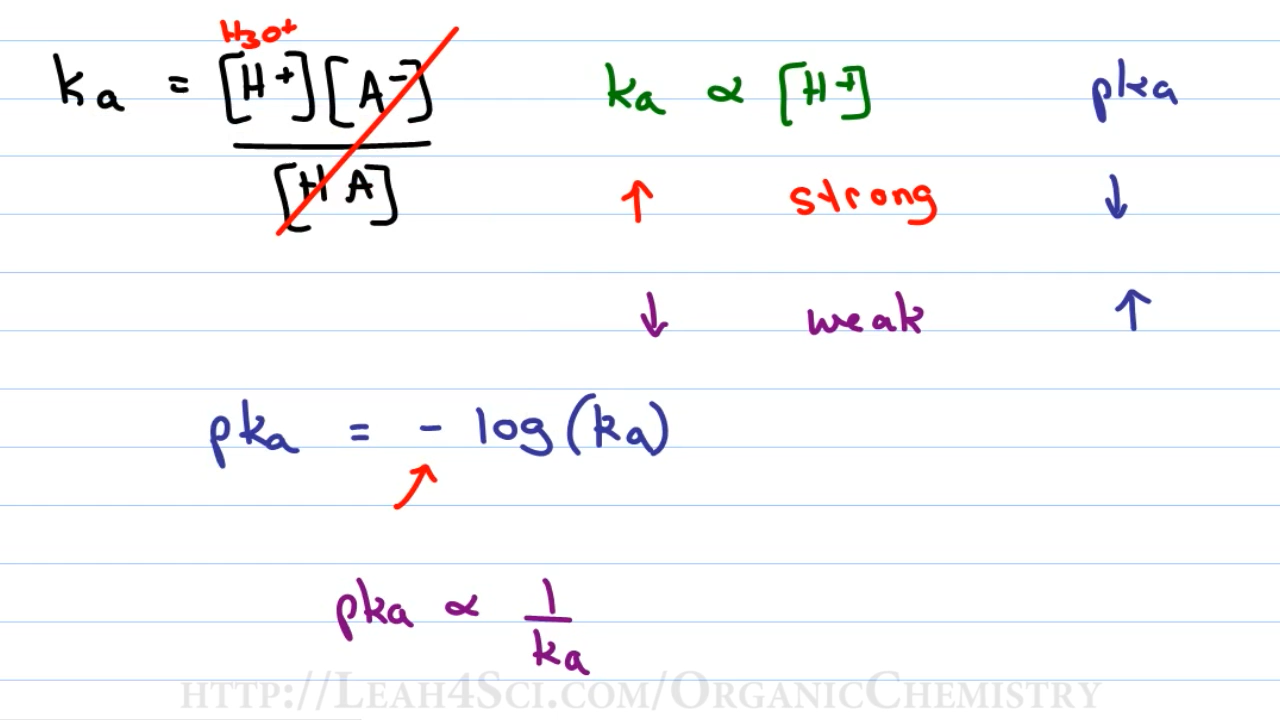 H3O+
ka = [H+][A-] / [HA]
ka ∝ [H+]
pka
↑ strong ↓
↓ weak ↑
pka = - log(ka)
pka ∝ 1/ka
HTTP://LEAH4SCI.COM/ORGANICCHEMISTRY